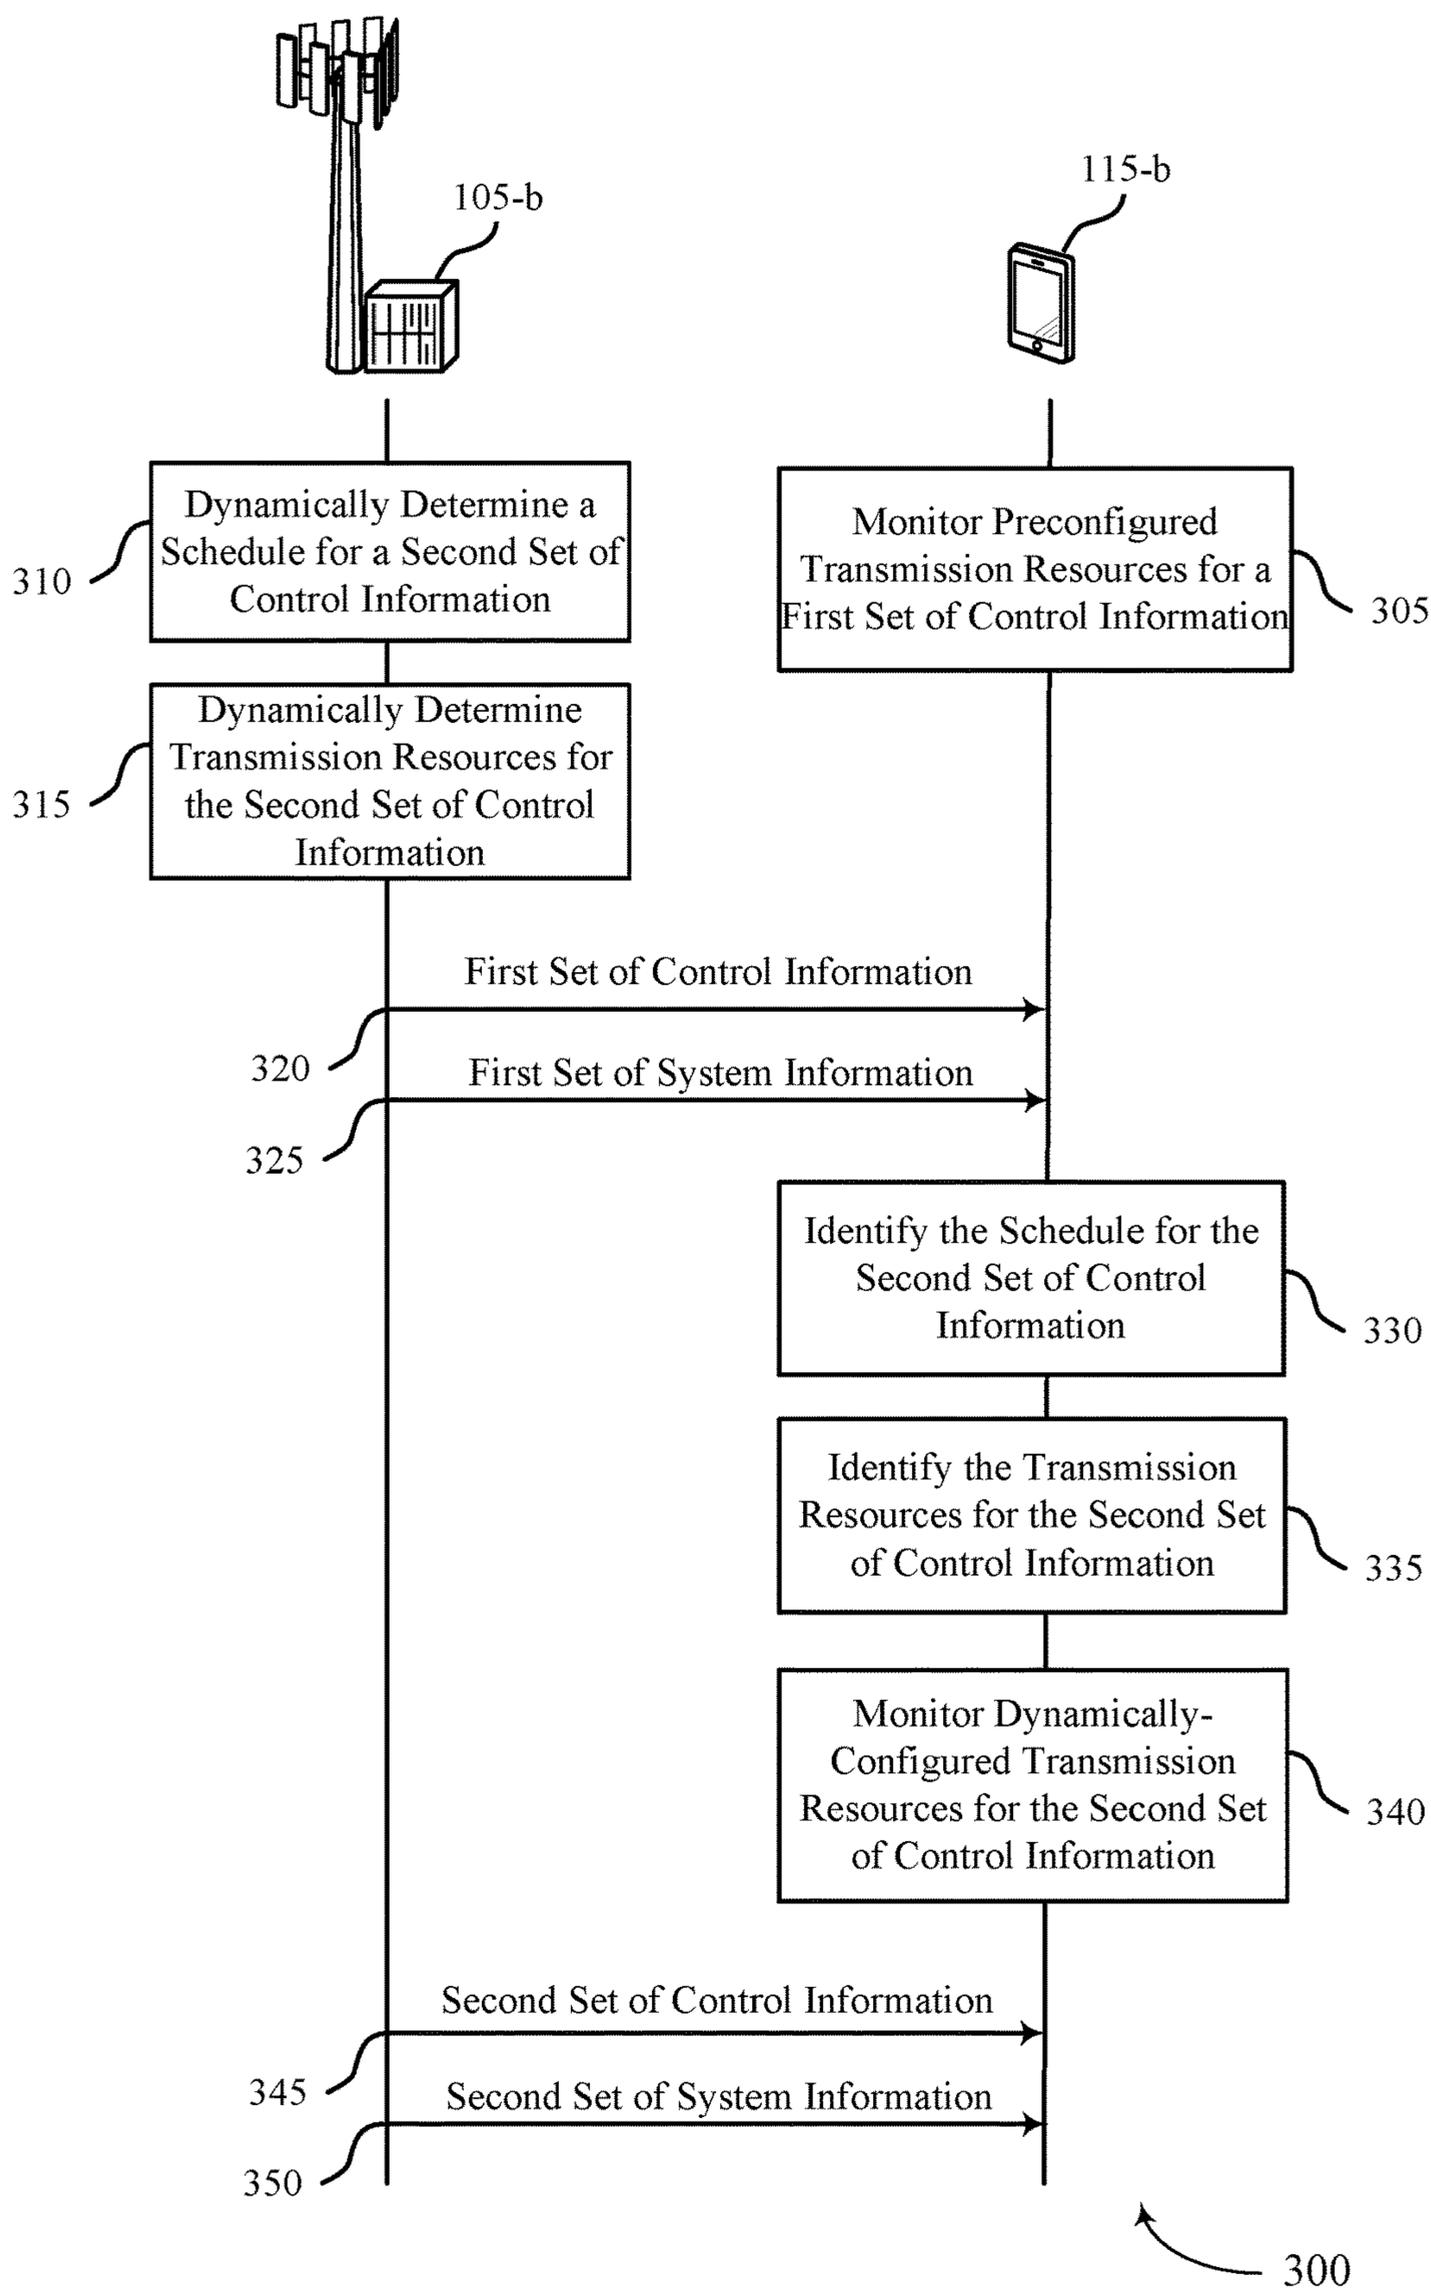 105-b
115-b
Dynamically Determine a
Schedule for a Second Set of
Control Information
310
Monitor Preconfigured
Transmission Resources for a
First Set of Control Information
305
Dynamically Determine
Transmission Resources for
the Second Set of Control
Information
315
First Set of Control Information
320
First Set of System Information
325
Identify the Schedule for the
Second Set of Control
Information
330
Identify the Transmission
Resources for the Second Set
of Control Information
335
Monitor Dynamically-
Configured Transmission
Resources for the Second Set
of Control Information
340
Second Set of Control Information
345
Second Set of System Information
350
300